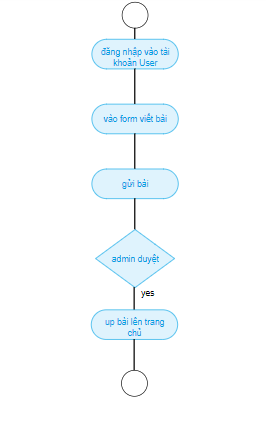 đăng nhập vào tài
khoản User
vào form viết bài
gửi bài
admin duyệt
yes
up bài lên trang
chủ